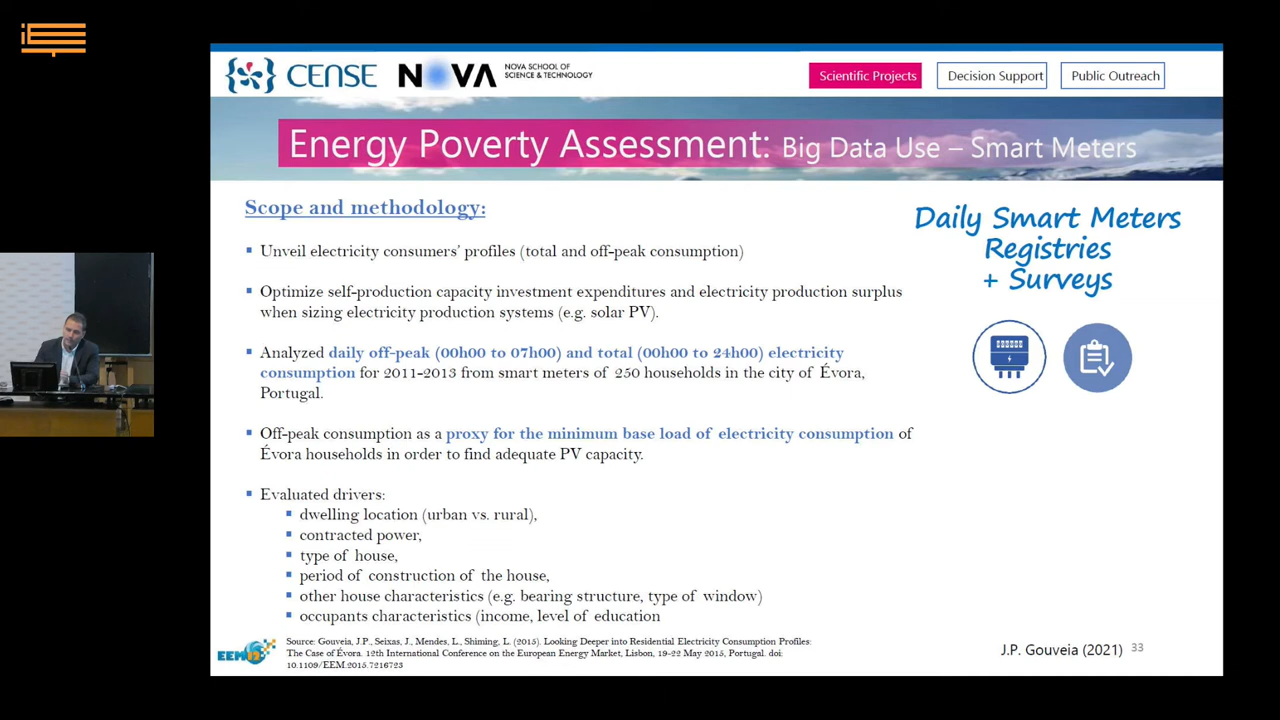 CENSE NOVA NOVA SCHOOL OF
SCIENCE & TECHNOLOGY
Scientific Projects Decision Support Public Outreach
Energy Poverty Assessment: Big Data Use – Smart Meters
Scope and methodology:
▪ Unveil electricity consumers' profiles (total and off-peak consumption)
▪ Optimize self-production capacity investment expenditures and electricity production surplus
when sizing electricity production systems (e.g. solar PV).
▪ Analyzed daily off-peak (00h00 to 07h00) and total (00h00 to 24h00) electricity
consumption for 2011-2013 from smart meters of 250 households in the city of Évora,
Portugal.
▪ Off-peak consumption as a proxy for the minimum base load of electricity consumption of
Évora households in order to find adequate PV capacity.
▪ Evaluated drivers:
▪ dwelling location (urban vs. rural),
▪ contracted power,
▪ type of house,
▪ period of construction of the house,
▪ other house characteristics (e.g. bearing structure, type of window)
▪ occupants characteristics (income, level of education
Daily Smart Meters
Registries
+ Surveys
EEM12
Source: Gouveia, J.P., Seixas, J., Mendes, L., Shiming, L. (2015). Looking Deeper into Residential Electricity Consumption Profiles:
The Case of Évora. 12th International Conference on the European Energy Market, Lisbon, 19-22 May 2015, Portugal. doi:
10.1109/EEM.2015.7216723
J.P. Gouveia (2021) 33